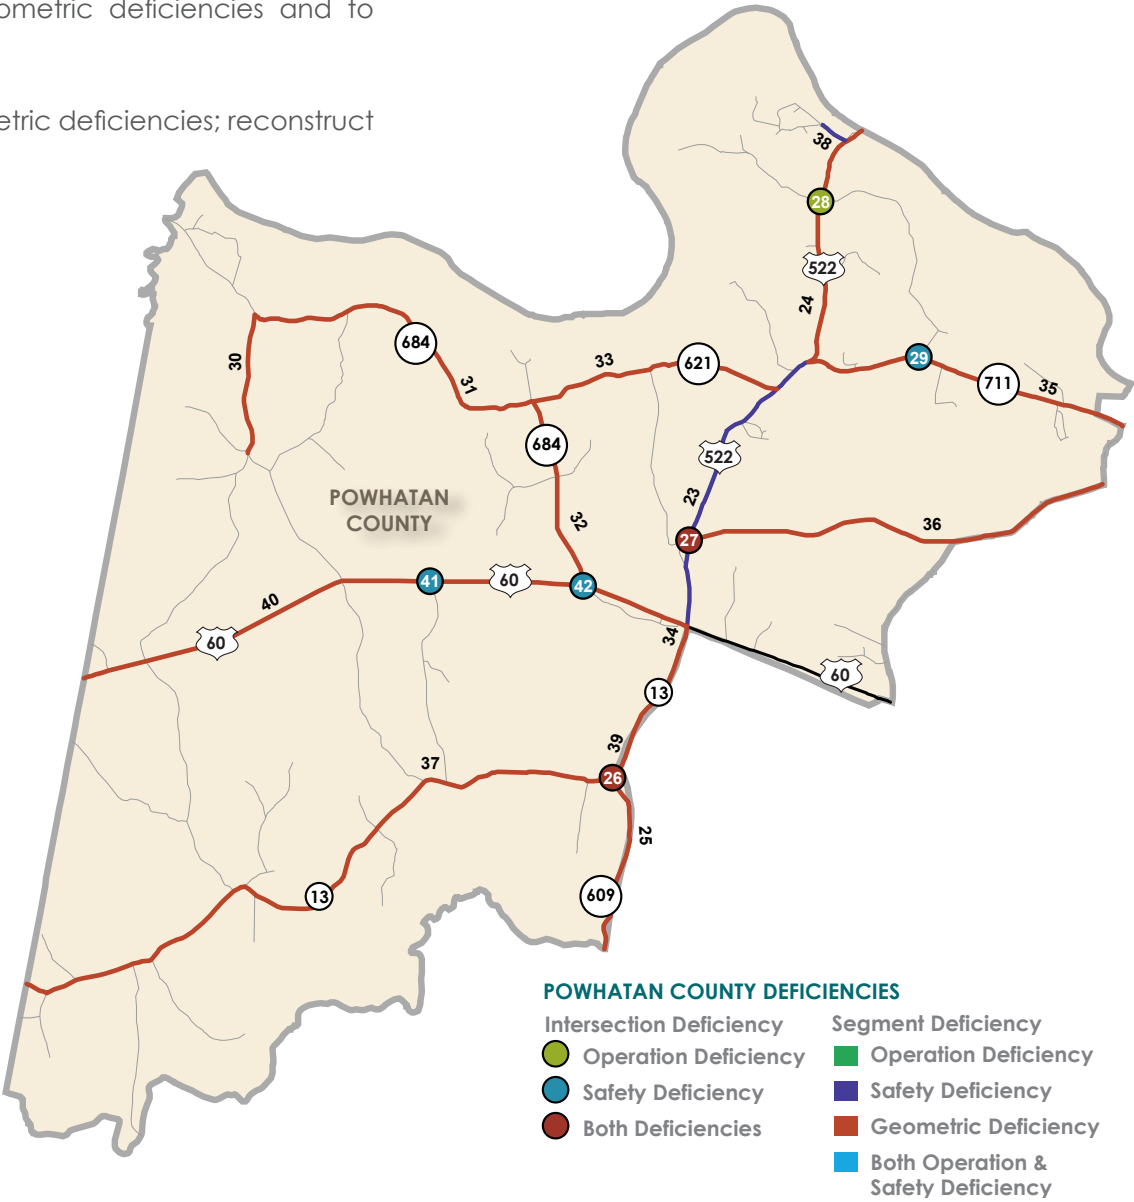 ometric deficiencies and to
etric deficiencies; reconstruct
38
28
522
24
29
711
35
30
684
31
33
621
684
522
23
POWHATAN
COUNTY
32
27
36
41
60
42
40
60
34
60
13
39
37
26
25
13
609
POWHATAN COUNTY DEFICIENCIES
Intersection Deficiency
Operation Deficiency
Safety Deficiency
Both Deficiencies
Segment Deficiency
Operation Deficiency
Safety Deficiency
Geometric Deficiency
Both Operation &
Safety Deficiency